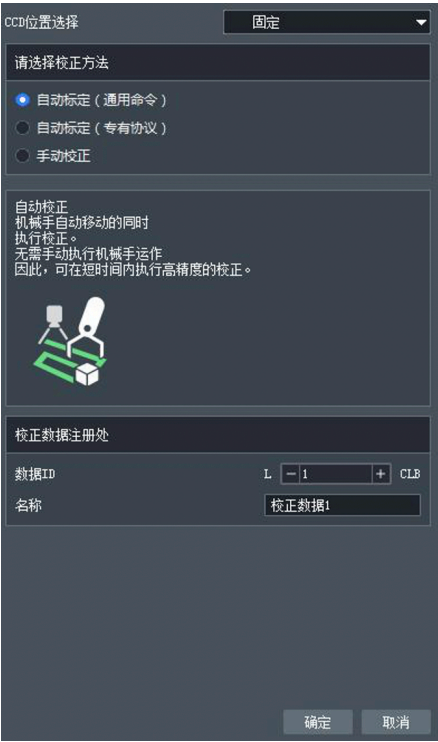 CCD位置选择 固定
请选择校正方法
自动标定(通用命令)
自动标定(专有协议)
手动校正
自动校正
机械手自动移动的同时
执行校正。
无需手动执行机械手运作
因此,可在短时间内执行高精度的校正。
校正数据注册处
数据ID L - 1 + CLB
名称 校正数据1
确定 取消